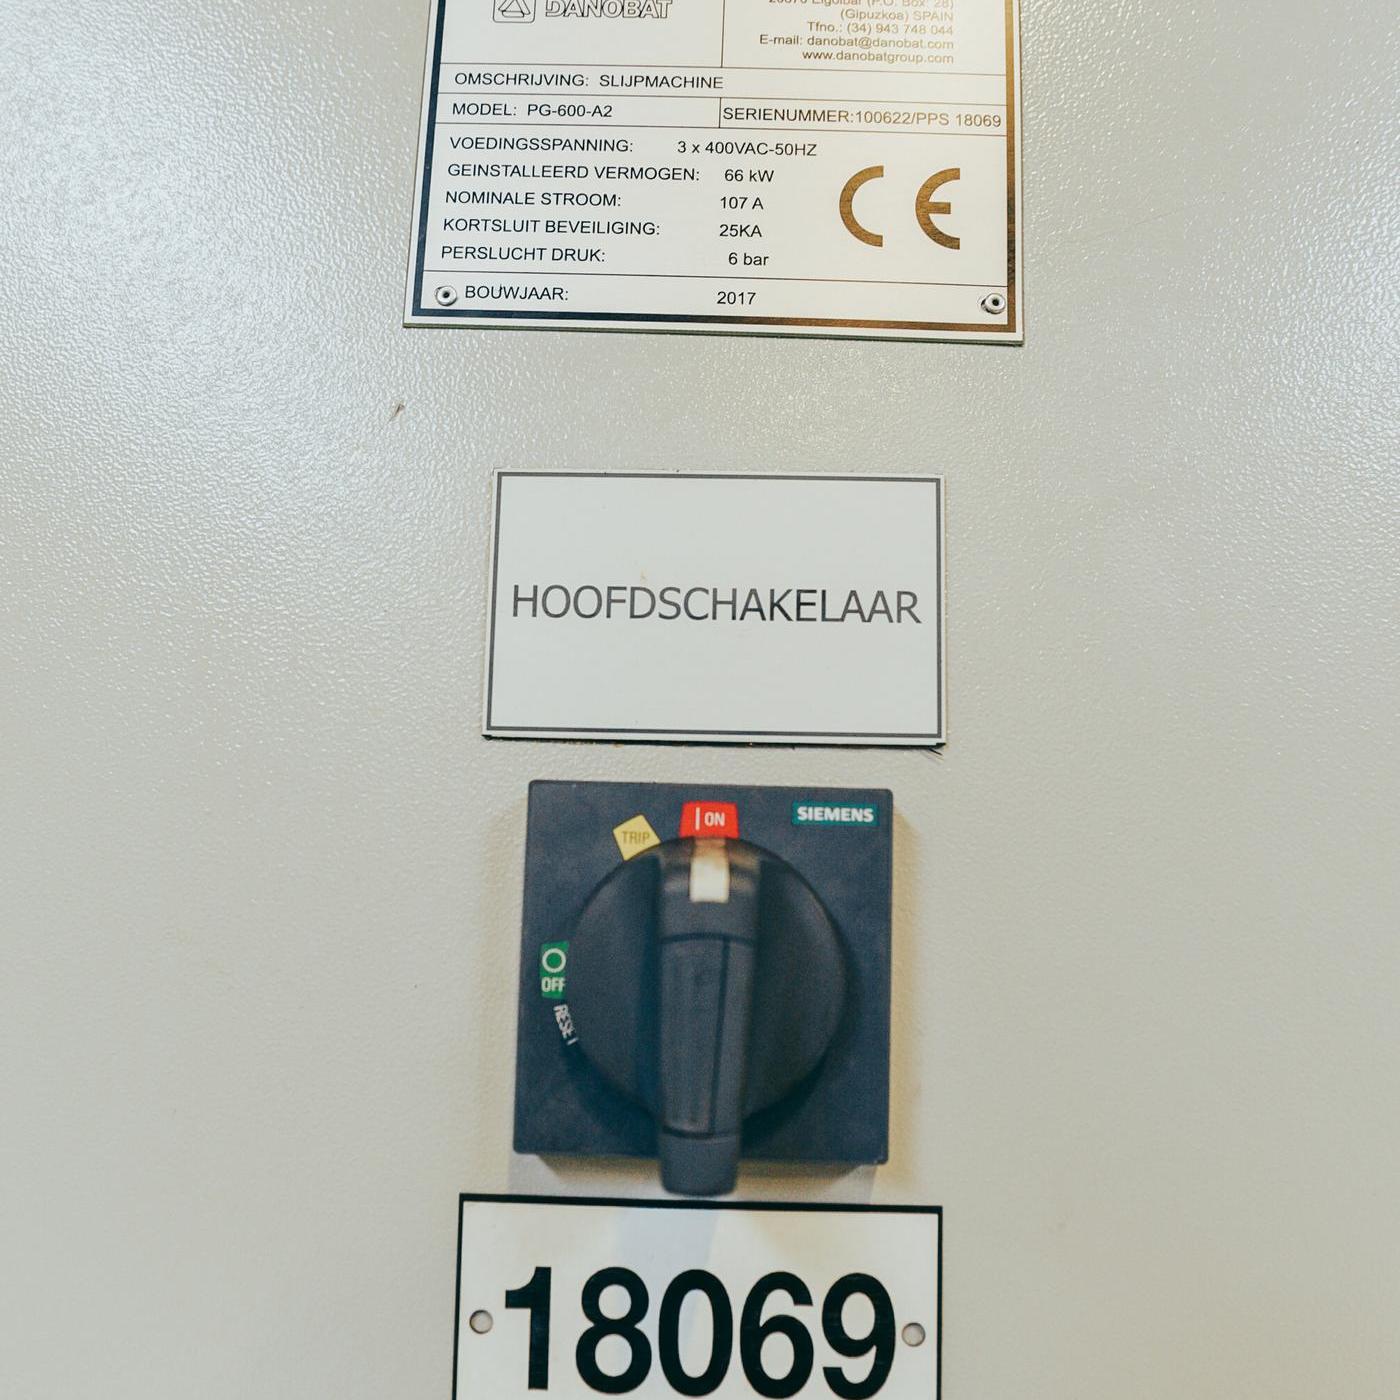 DANOBAT
(Gipuzkoa) SPAIN
Tfno.: (34) 943 748 044
E-mail: danobat@danobat.com
www.danobatgroup.com
OMSCHRIJVING: SLIJPMACHINE
MODEL: PG-600-A2
SERIENUMMER:100622/PPS 18069
VOEDINGSSPANNING: 3 x 400VAC-50HZ
GEINSTALLEERD VERMOGEN: 66 kW
NOMINALE STROOM: 107 A
KORTSLUIT BEVEILIGING: 25KA
PERSLUCHT DRUK: 6 bar
CE
BOUWJAAR: 2017
HOOFDSCHAKELAAR
SIEMENS
TRIP
I ON
O
OFF
RESET
18069